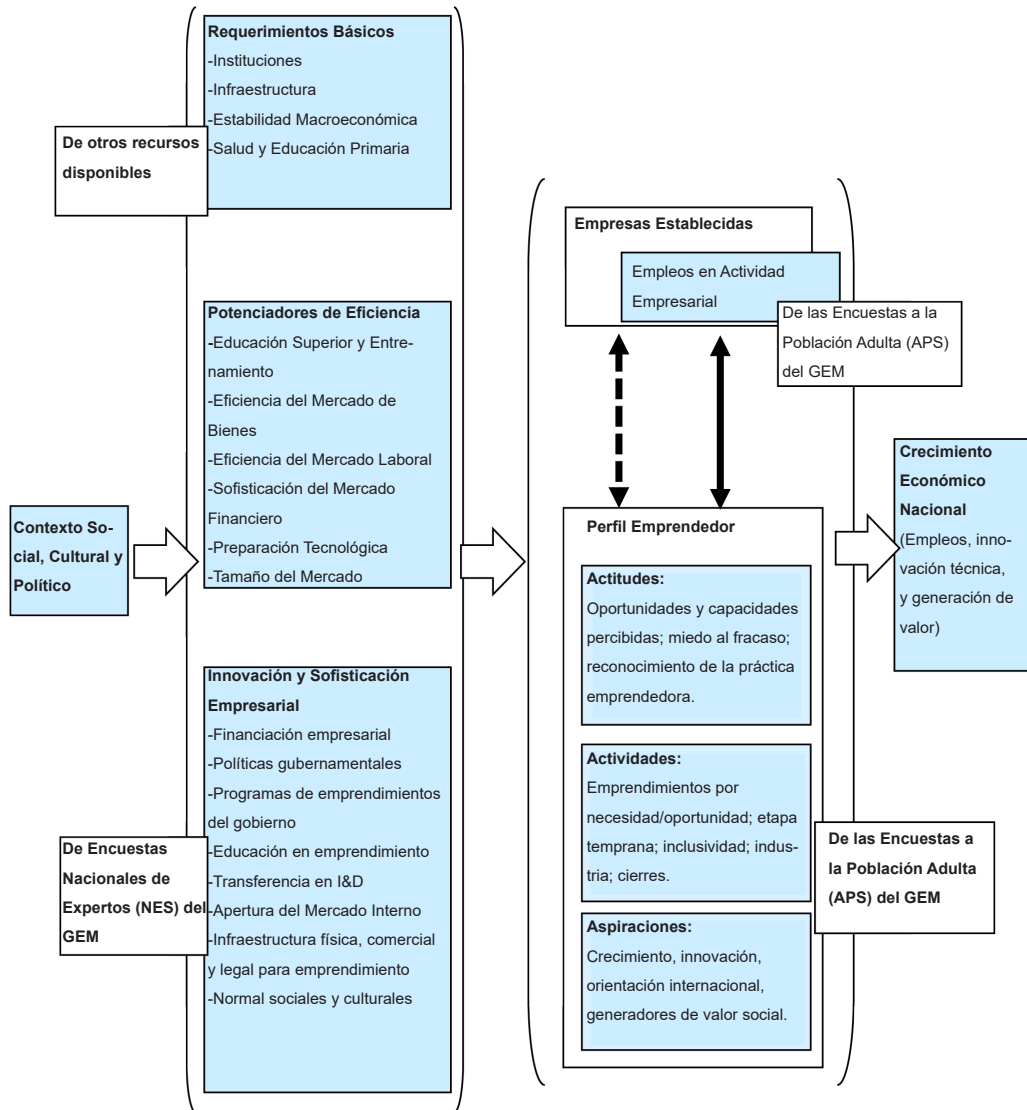 Requerimientos Básicos
-Instituciones
-Infraestructura
-Estabilidad Macroeconómica
-Salud y Educación Primaria
De otros recursos
disponibles
Potenciadores de Eficiencia
-Educación Superior y Entre-
namiento
-Eficiencia del Mercado de
Bienes
-Eficiencia del Mercado Laboral
-Sofisticación del Mercado
Financiero
-Preparación Tecnológica
-Tamaño del Mercado
Contexto So-
cial, Cultural y
Político
Innovación y Sofisticación
Empresarial
-Financiación empresarial
-Políticas gubernamentales
-Programas de emprendimientos
del gobierno
-Educación en emprendimiento
-Transferencia en I&D
-Apertura del Mercado Interno
-Infraestructura física, comercial
y legal para emprendimiento
-Normal sociales y culturales
De Encuestas
Nacionales de
Expertos (NES) del
GEM
Empresas Establecidas
Empleos en Actividad
Empresarial
De las Encuestas a la
Población Adulta (APS)
del GEM
Perfil Emprendedor
Actitudes:
Oportunidades y capacidades
percibidas; miedo al fracaso;
reconocimiento de la práctica
emprendedora.
Actividades:
Emprendimientos por
necesidad/oportunidad; etapa
temprana; inclusividad; indus-
tria; cierres.
Aspiraciones:
Crecimiento, innovación,
orientación internacional,
generadores de valor social.
De las Encuestas a
la Población Adulta
(APS) del GEM
Crecimiento
Económico
Nacional
(Empleos, inno-
vación técnica,
y generación de
valor)